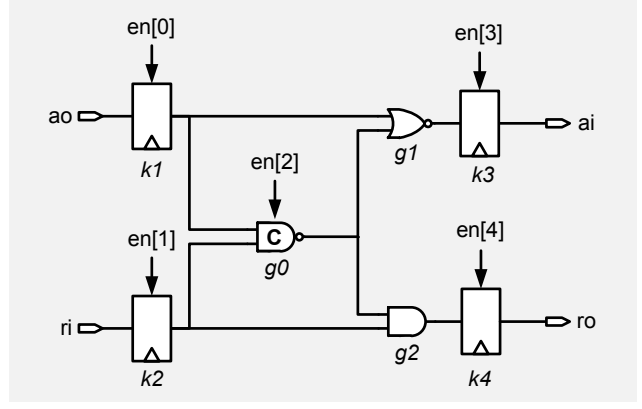 en[0]
en[3]
ao
ai
k1
g1
k3
en[2]
C
g0
en[1]
en[4]
ri
ro
k2
g2
k4